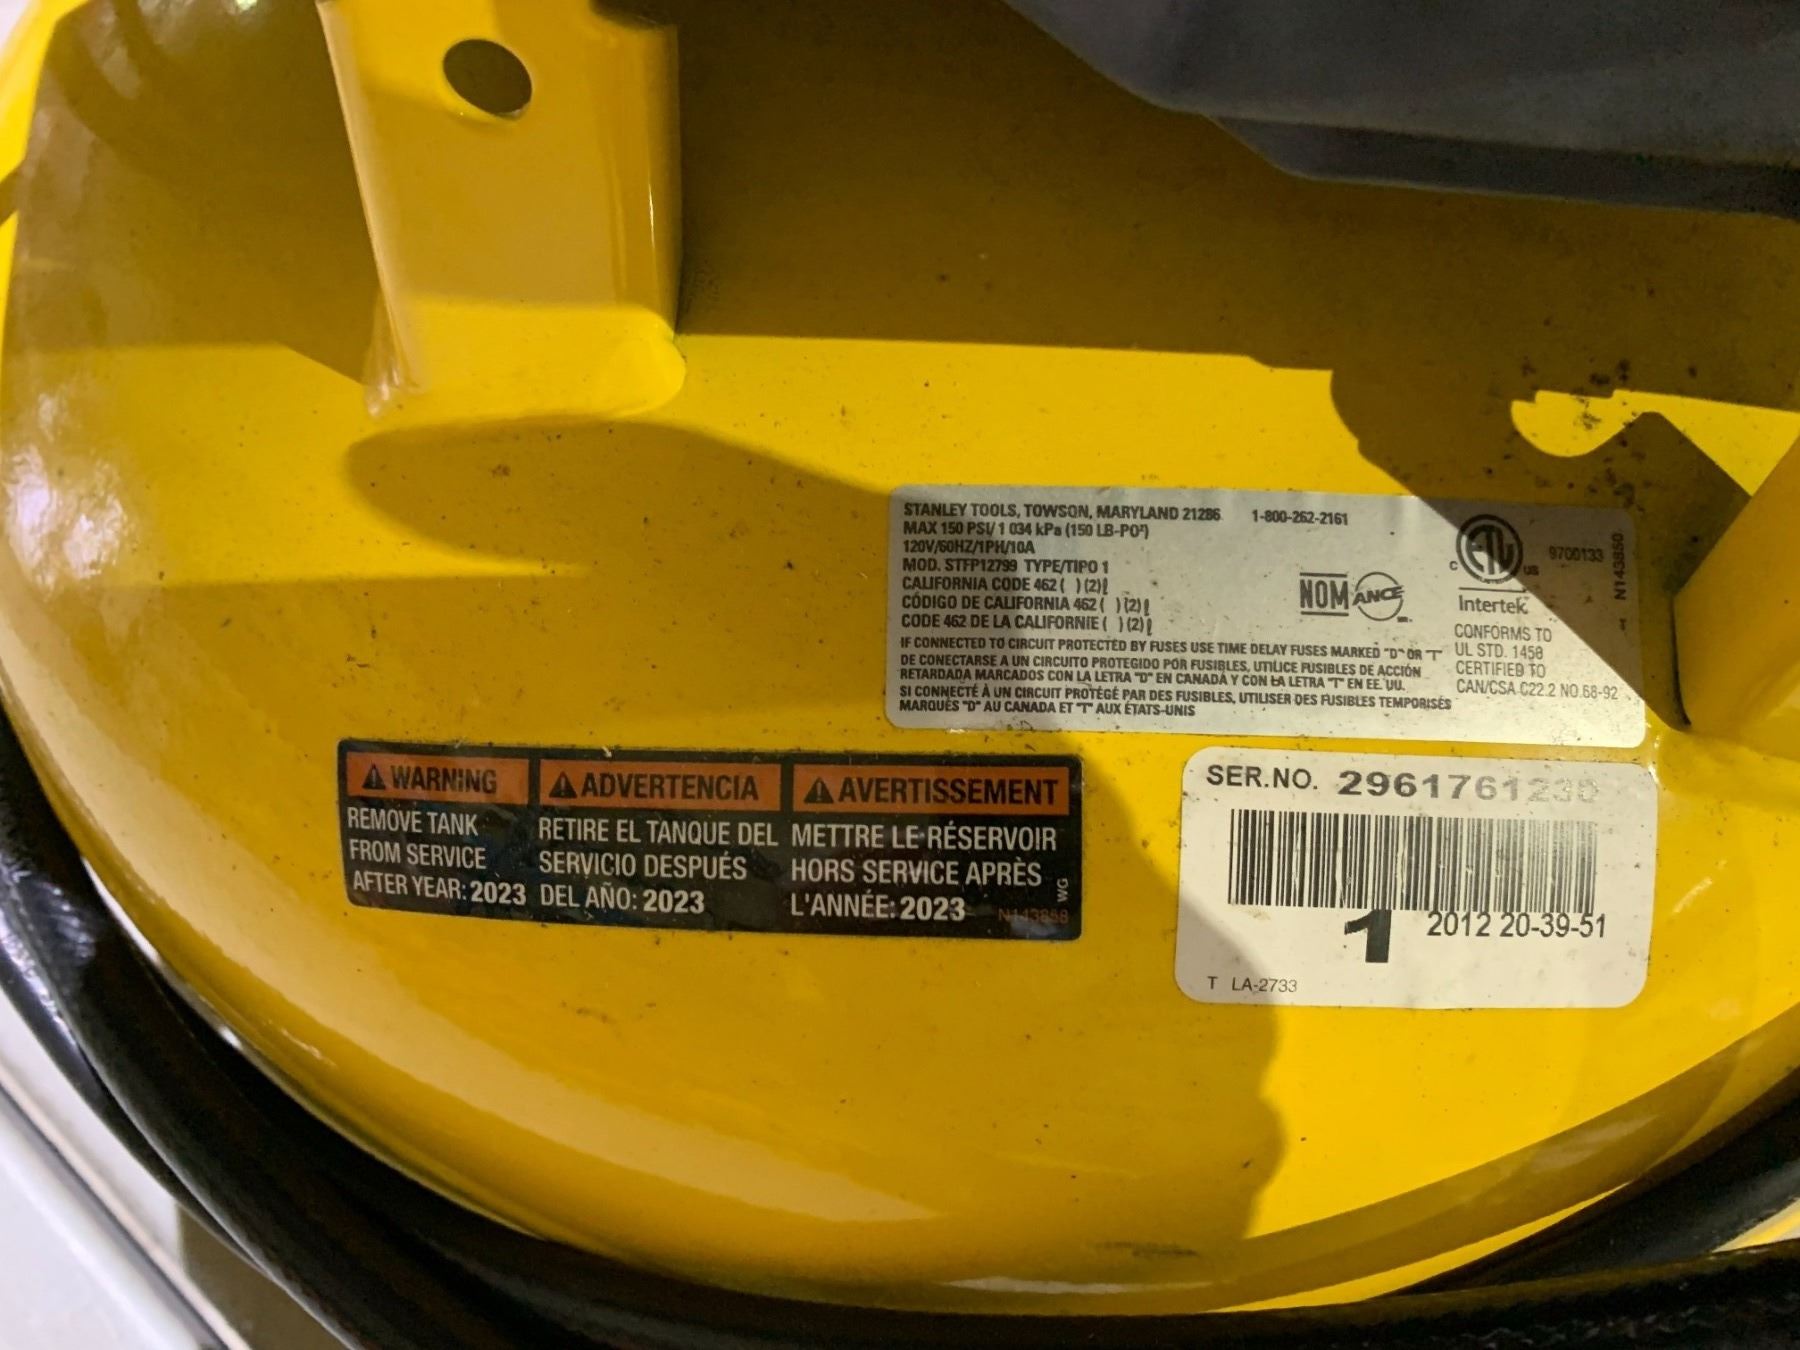 STANLEY TOOLS, TOWSON, MARYLAND 21286 1-800-262-2161
MAX 150 PSI/ 1 034 kPa (150 LB-PO²)
120V/60HZ/1PH/10A
MOD. STFP12799 TYPE/TIPO 1
CALIFORNIA CODE 462 ( ) (2)
CÓDIGO DE CALIFORNIA 462 ( ) (2)
CODE 462 DE LA CALIFORNIE ( ) (2)
IF CONNECTED TO CIRCUIT PROTECTED BY FUSES USE TIME DELAY FUSES MARKED "D" OR "T"
DE CONECTARSE A UN CIRCUITO PROTEGIDO POR FUSIBLES, UTILICE FUSIBLES DE ACCIÓN
RETARDADA MARCADOS CON LA LETRA "D" EN CANADÁ Y CON LA LETRA "T" EN EE. UU.
SI CONNECTÉ À UN CIRCUIT PROTÉGÉ PAR DES FUSIBLES, UTILISER DES FUSIBLES TEMPORISÉS
MARQUÉS "D" AU CANADA ET "T" AUX ÉTATS-UNIS
NOM ANCE
C ETL US
Intertek
9700133
N143850
CONFORMS TO
UL STD. 1450
CERTIFIED TO
CAN/CSA C22.2 NO.68-92
WARNING
REMOVE TANK
FROM SERVICE
AFTER YEAR: 2023
ADVERTENCIA
RETIRE EL TANQUE DEL
SERVICIO DESPUÉS
DEL AÑO: 2023
AVERTISSEMENT
METTRE LE RÉSERVOIR
HORS SERVICE APRÈS
L'ANNÉE: 2023
WG
N143858
SER.NO.
1 2012 20-39-51
T LA-2733